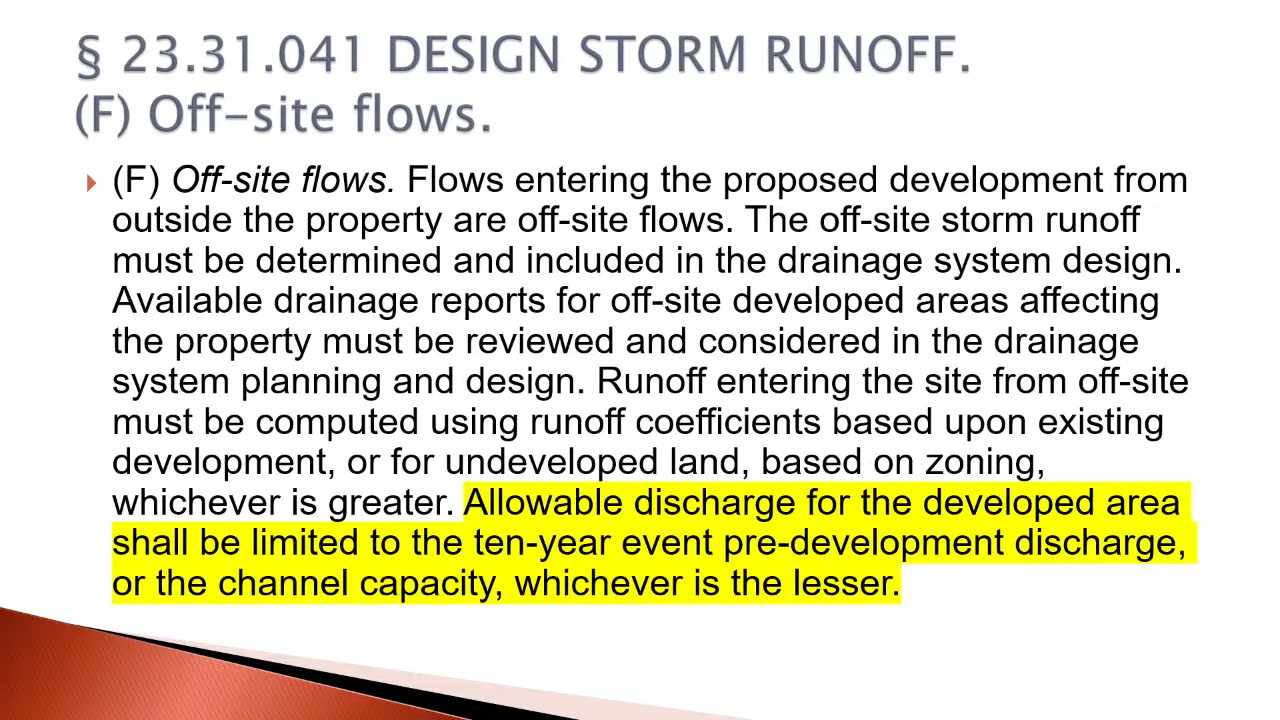 § 23.31.041 DESIGN STORM RUNOFF.
(F) Off-site flows.
(F) Off-site flows. Flows entering the proposed development from
outside the property are off-site flows. The off-site storm runoff
must be determined and included in the drainage system design.
Available drainage reports for off-site developed areas affecting
the property must be reviewed and considered in the drainage
system planning and design. Runoff entering the site from off-site
must be computed using runoff coefficients based upon existing
development, or for undeveloped land, based on zoning,
whichever is greater. Allowable discharge for the developed area
shall be limited to the ten-year event pre-development discharge,
or the channel capacity, whichever is the lesser.